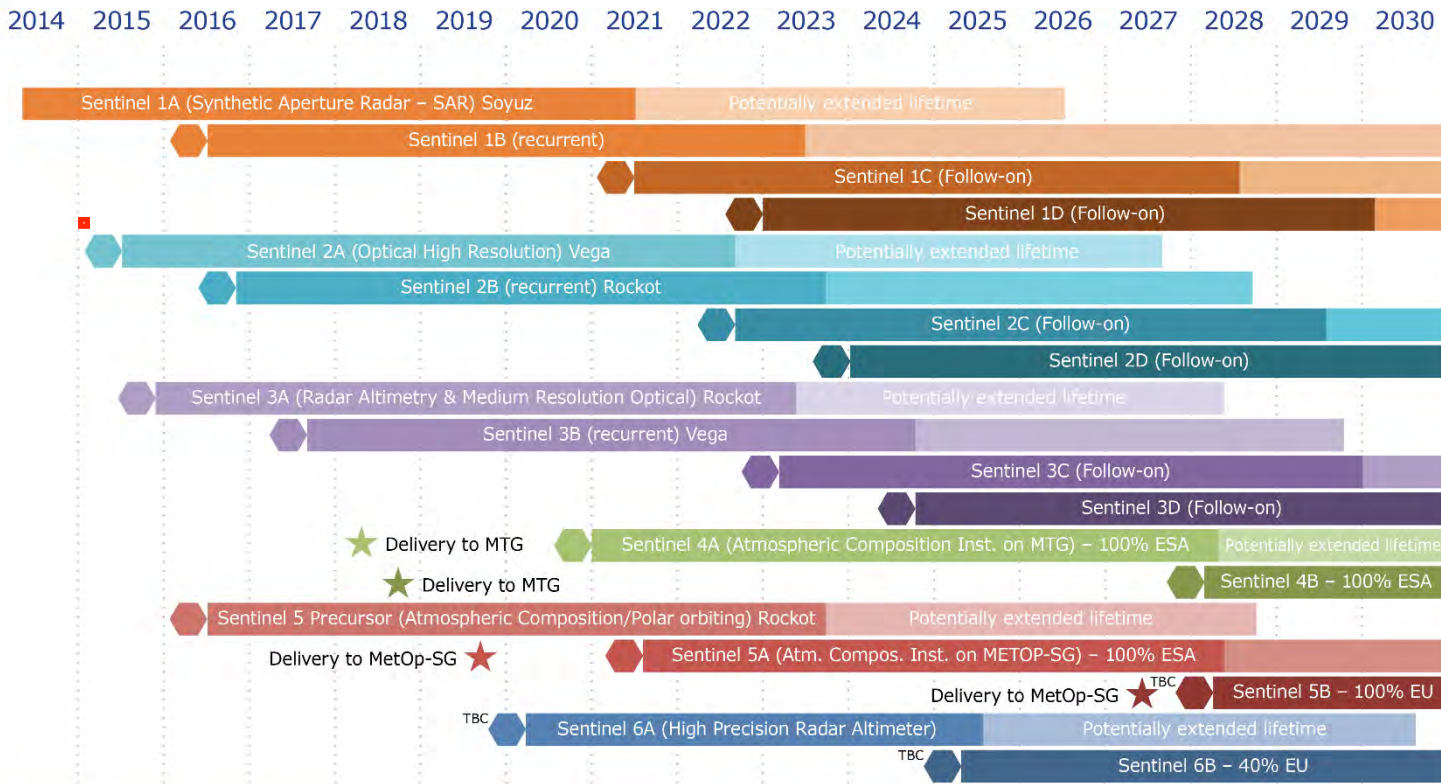 2014 2015 2016 2017 2018 2019 2020 2021 2022 2023 2024 2025 2026 2027 2028 2029 2030
Sentinel 1A (Synthetic Aperture Radar – SAR) Soyuz Potentially extended lifetime
Sentinel 1B (recurrent)
Sentinel 1C (Follow-on)
Sentinel 1D (Follow-on)
Sentinel 2A (Optical High Resolution) Vega Potentially extended lifetime
Sentinel 2B (recurrent) Rockot
Sentinel 2C (Follow-on)
Sentinel 2D (Follow-on)
Sentinel 3A (Radar Altimetry & Medium Resolution Optical) Rockot Potentially extended lifetime
Sentinel 3B (recurrent) Vega
Sentinel 3C (Follow-on)
Sentinel 3D (Follow-on)
Delivery to MTG Sentinel 4A (Atmospheric Composition Inst. on MTG) – 100% ESA Potentially extended lifetime
Delivery to MTG Sentinel 4B – 100% ESA
Sentinel 5 Precursor (Atmospheric Composition/Polar orbiting) Rockot Potentially extended lifetime
Delivery to MetOp-SG Sentinel 5A (Atm. Compos. Inst. on METOP-SG) – 100% ESA
Delivery to MetOp-SG TBC Sentinel 5B – 100% EU
TBC Sentinel 6A (High Precision Radar Altimeter) Potentially extended lifetime
TBC Sentinel 6B – 40% EU